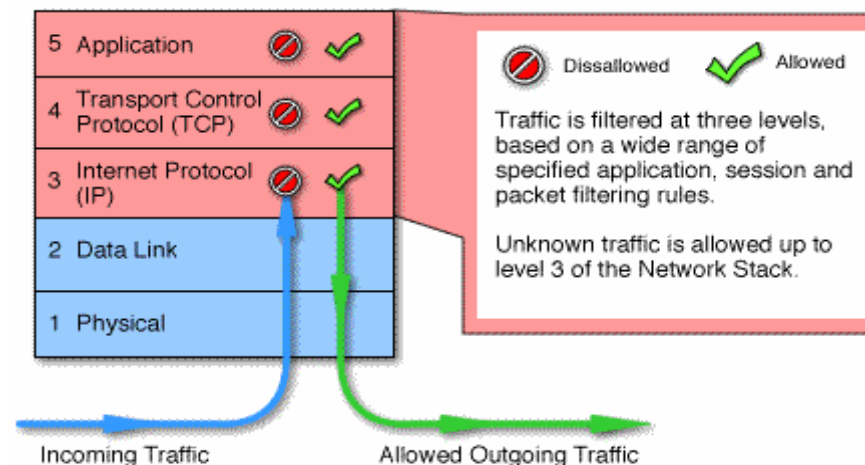 5 Application
4 Transport Control
Protocol (TCP)
3 Internet Protocol
(IP)
2 Data Link
1 Physical
Incoming Traffic
Allowed Outgoing Traffic
Dissallowed
Allowed
Traffic is filtered at three levels,
based on a wide range of
specified application, session and
packet filtering rules.
Unknown traffic is allowed up to
level 3 of the Network Stack.